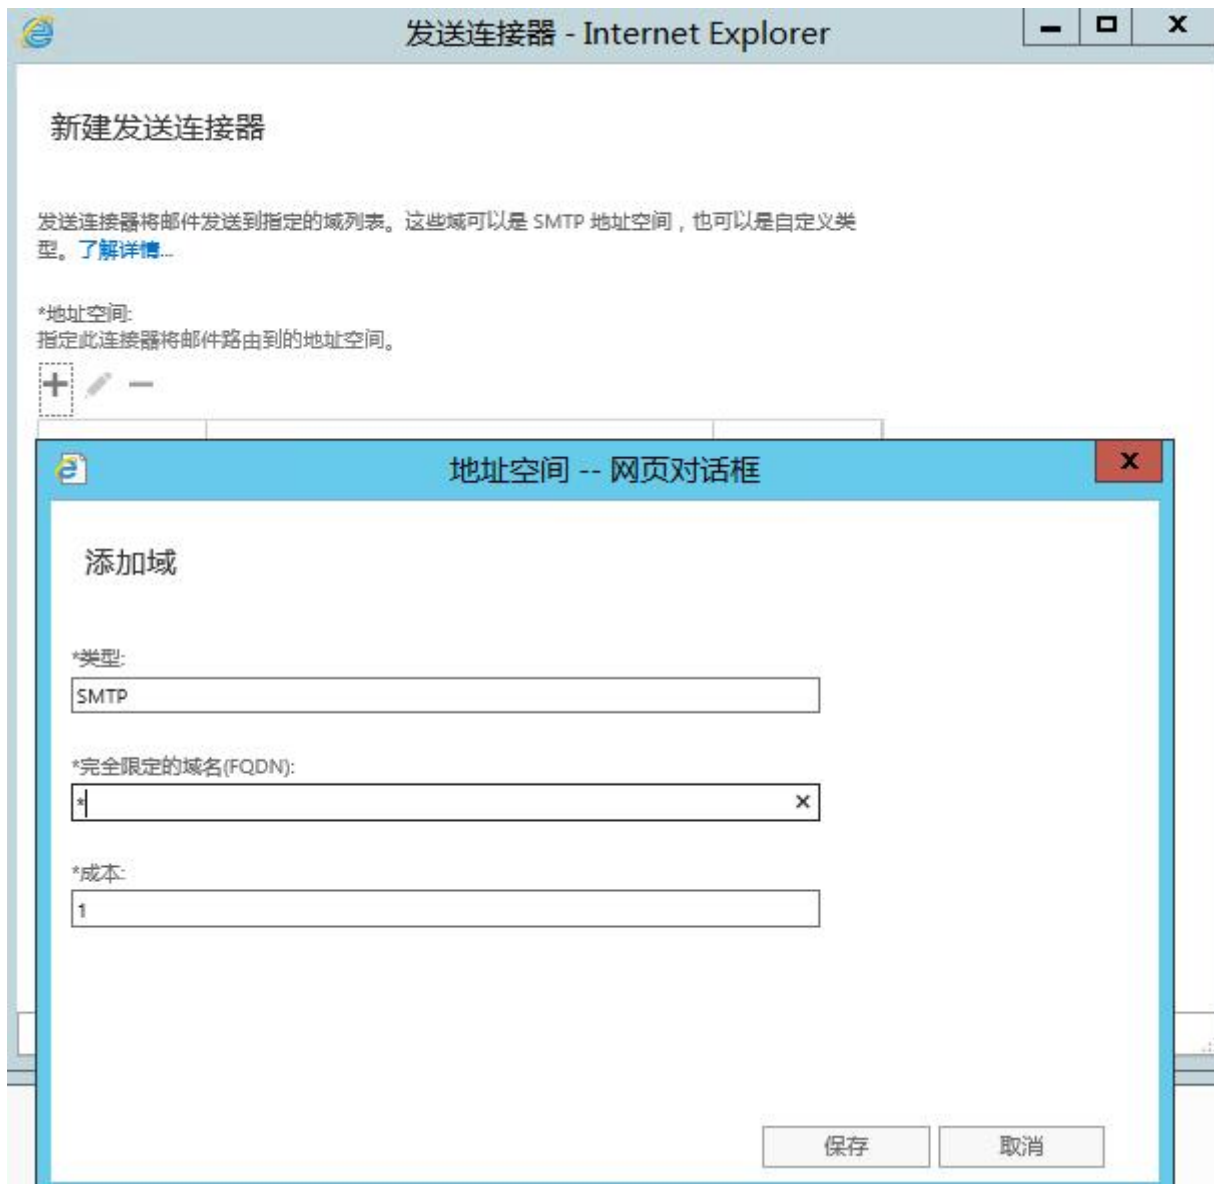 发送连接器 - Internet Explorer
新建发送连接器
发送连接器将邮件发送到指定的域列表。这些域可以是 SMTP 地址空间，也可以是自定义类
型。了解详情...
*地址空间:
指定此连接器将邮件路由到的地址空间。
地址空间 -- 网页对话框
添加域
*类型:
SMTP
*完全限定的域名(FQDN):
*
*成本:
1
保存 取消